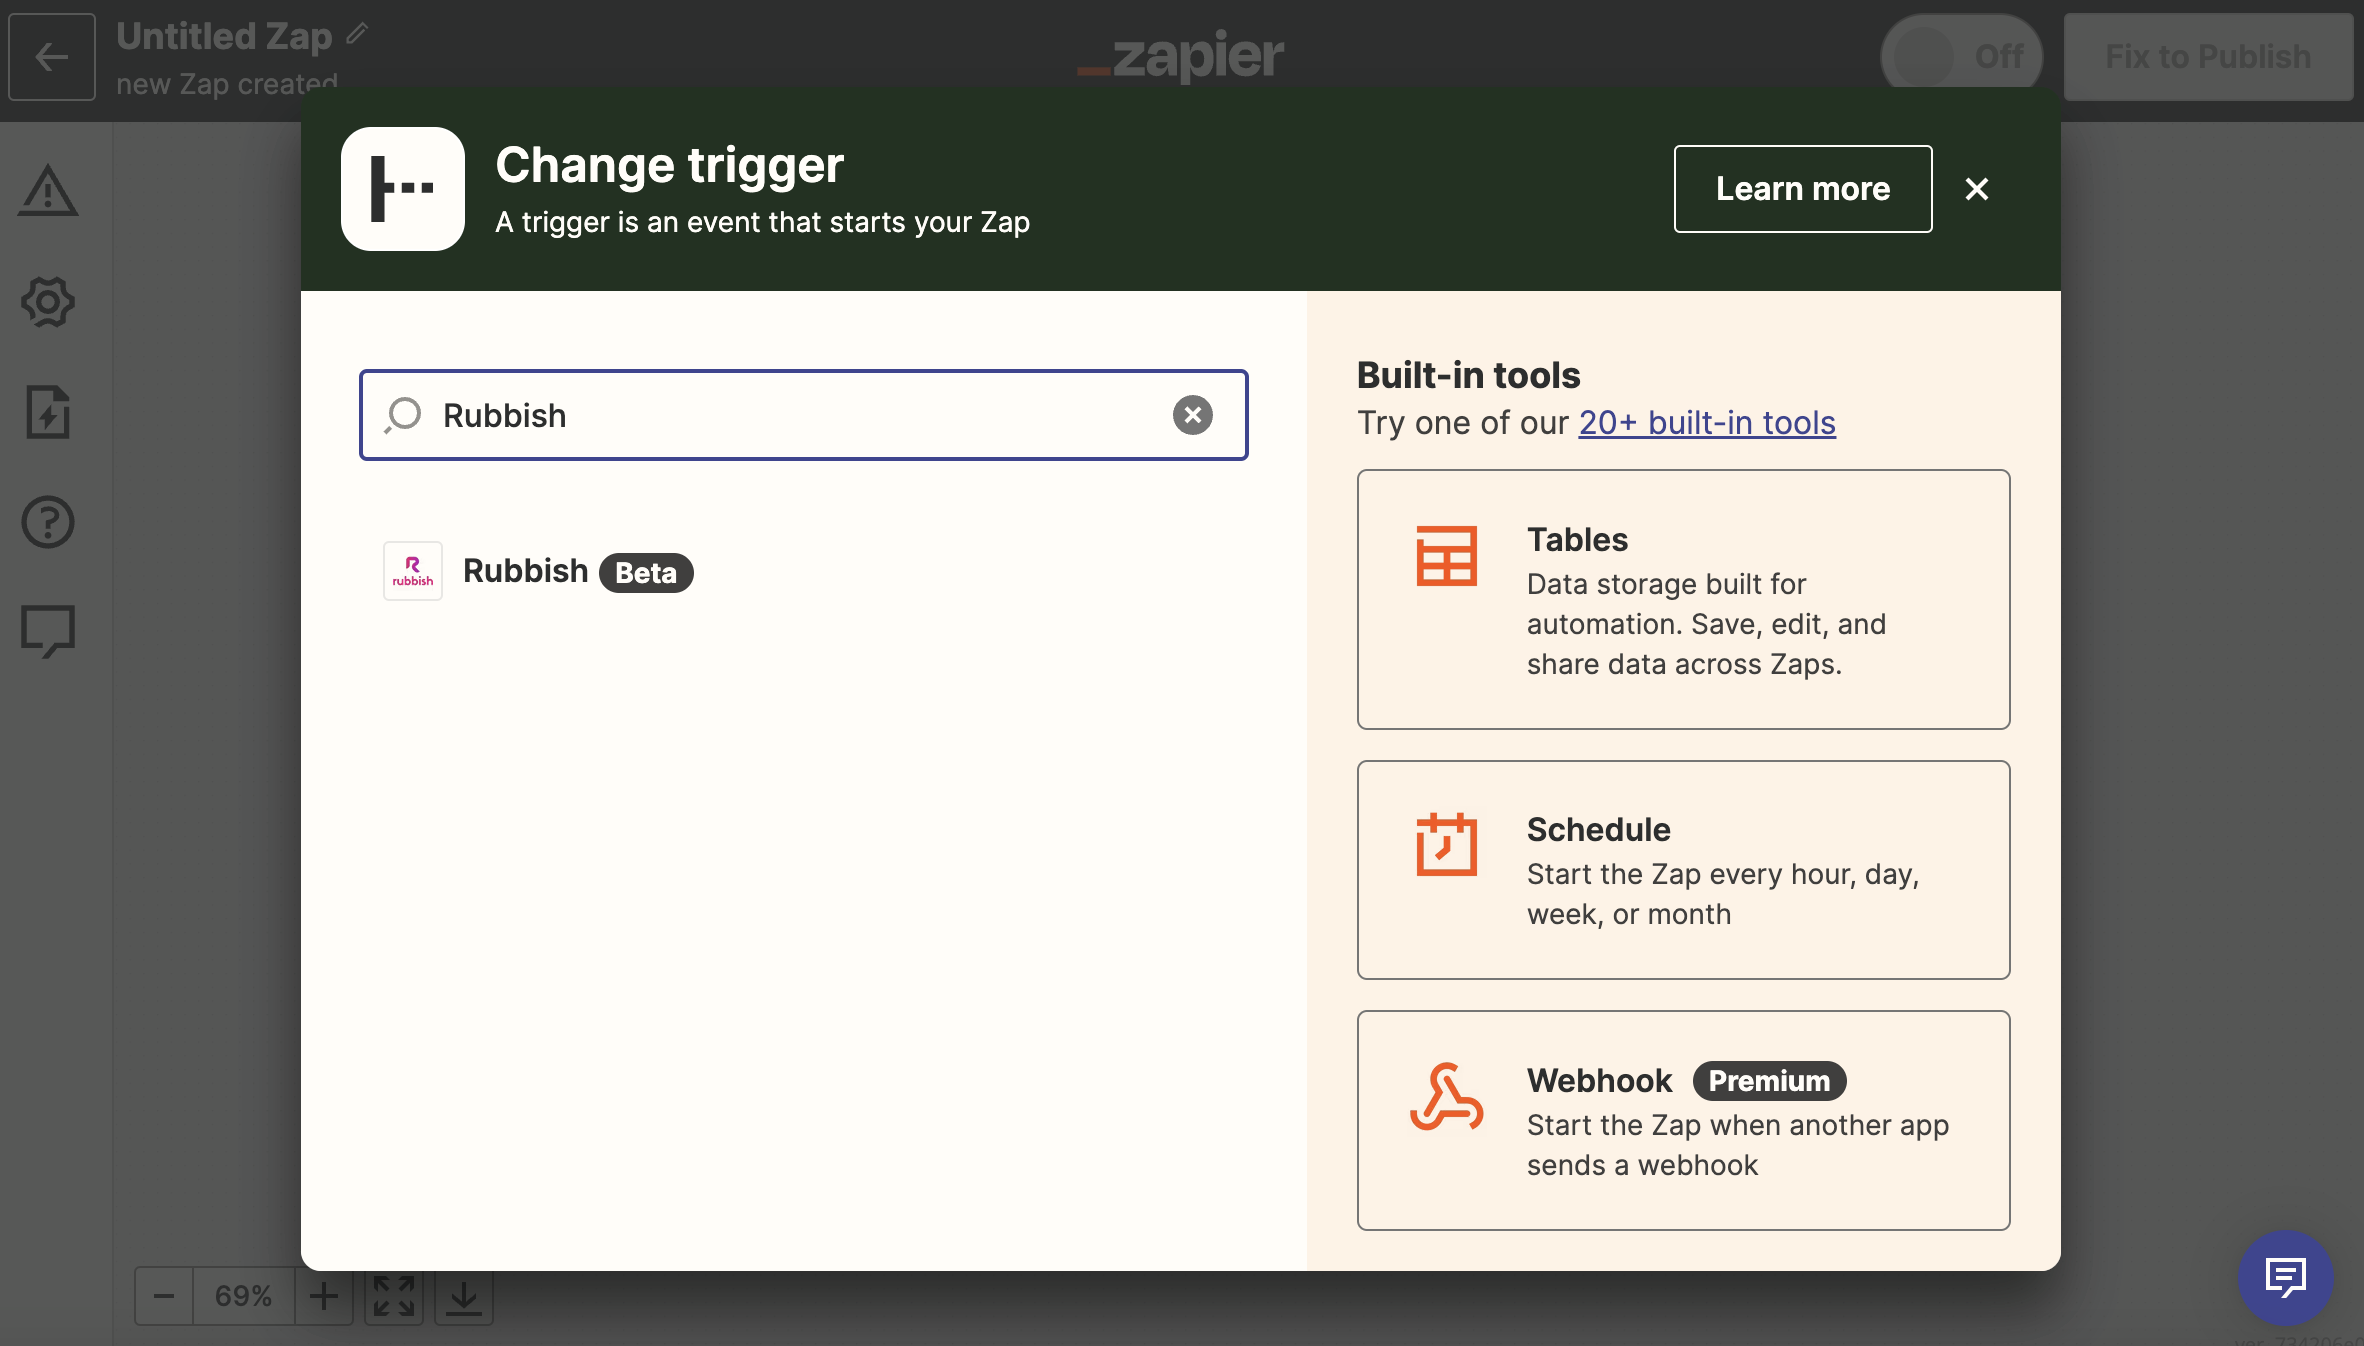 Untitled Zap
new Zap created
zapier
Off
Fix to Publish
Change trigger
A trigger is an event that starts your Zap
Learn more
Rubbish
rubbish
Rubbish Beta
Built-in tools
Try one of our 20+ built-in tools
Tables
Data storage built for
automation. Save, edit, and
share data across Zaps.
Schedule
Start the Zap every hour, day,
week, or month
Webhook Premium
Start the Zap when another app
sends a webhook
69%